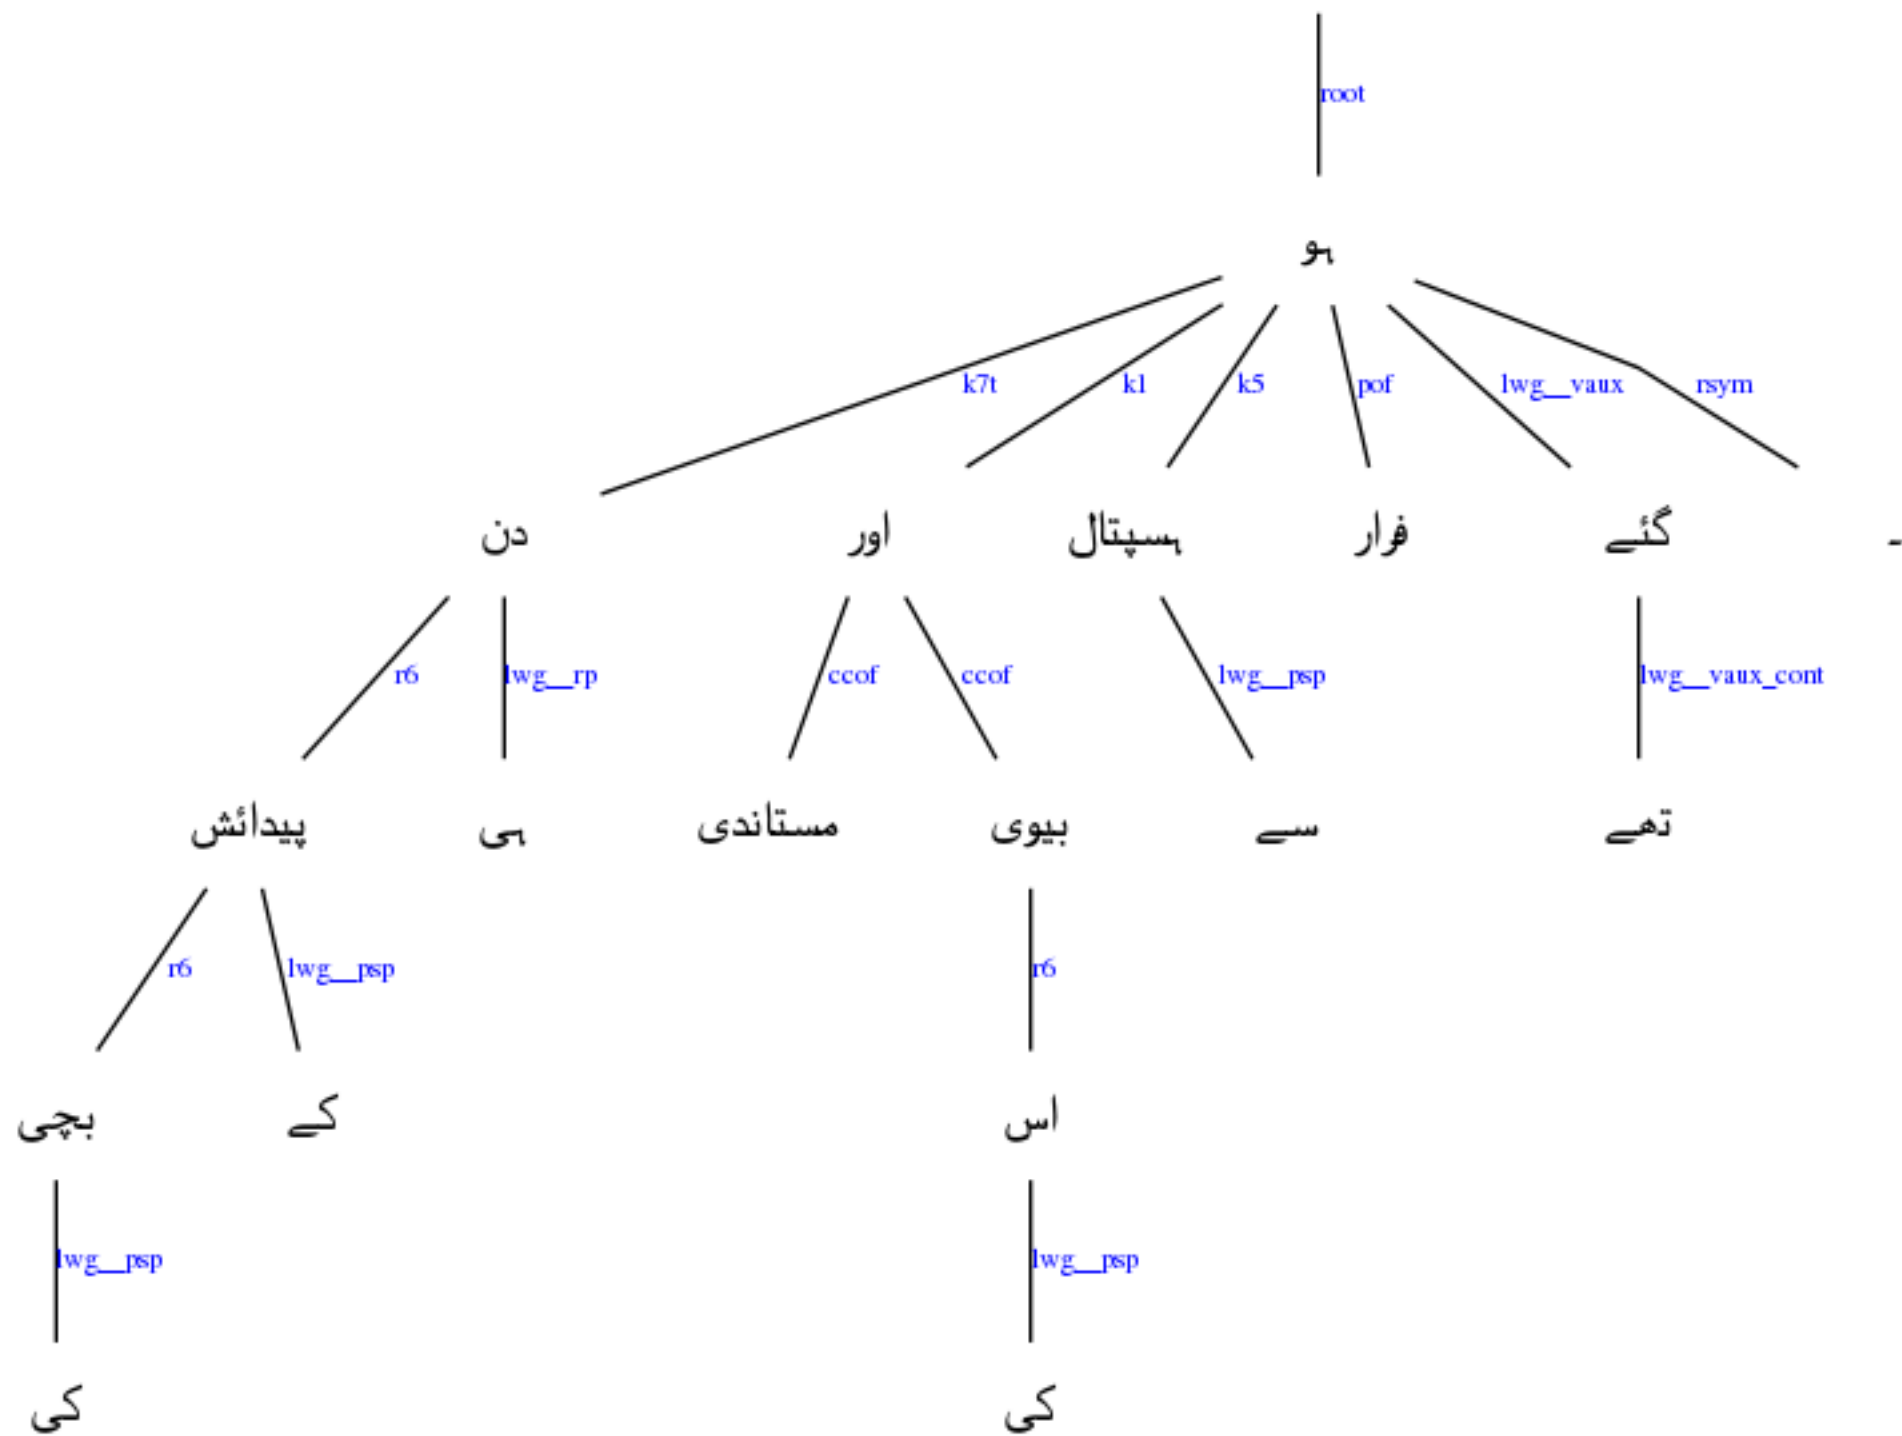 root
ہو
k7t k1 k5 pof lwg__vaux rsym
دن اور ہسپتال فرار گئے ۔
r6 lwg__rp ccof ccof lwg__psp lwg__vaux_cont
پیدائش ہی مستاندی بیوی سے تھے
r6 lwg__psp r6
بچی کے اس
lwg__psp lwg__psp
کی کی